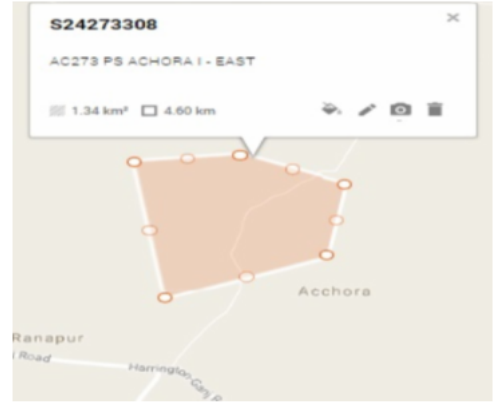 S24273308
AC273 PS ACHORA I - EAST
1.34 km² 4.60 km
Acchora
Ranapur
Road
Harrington Ganj R